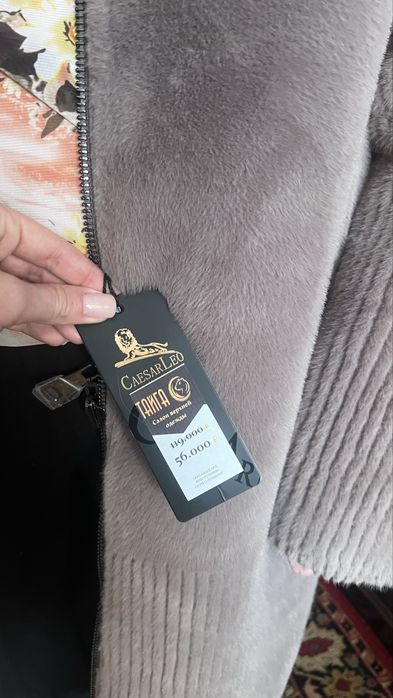 CAESARLEO
ТАЙГА
Салон верхней
одежды
119.000 ₽
56.000 ₽